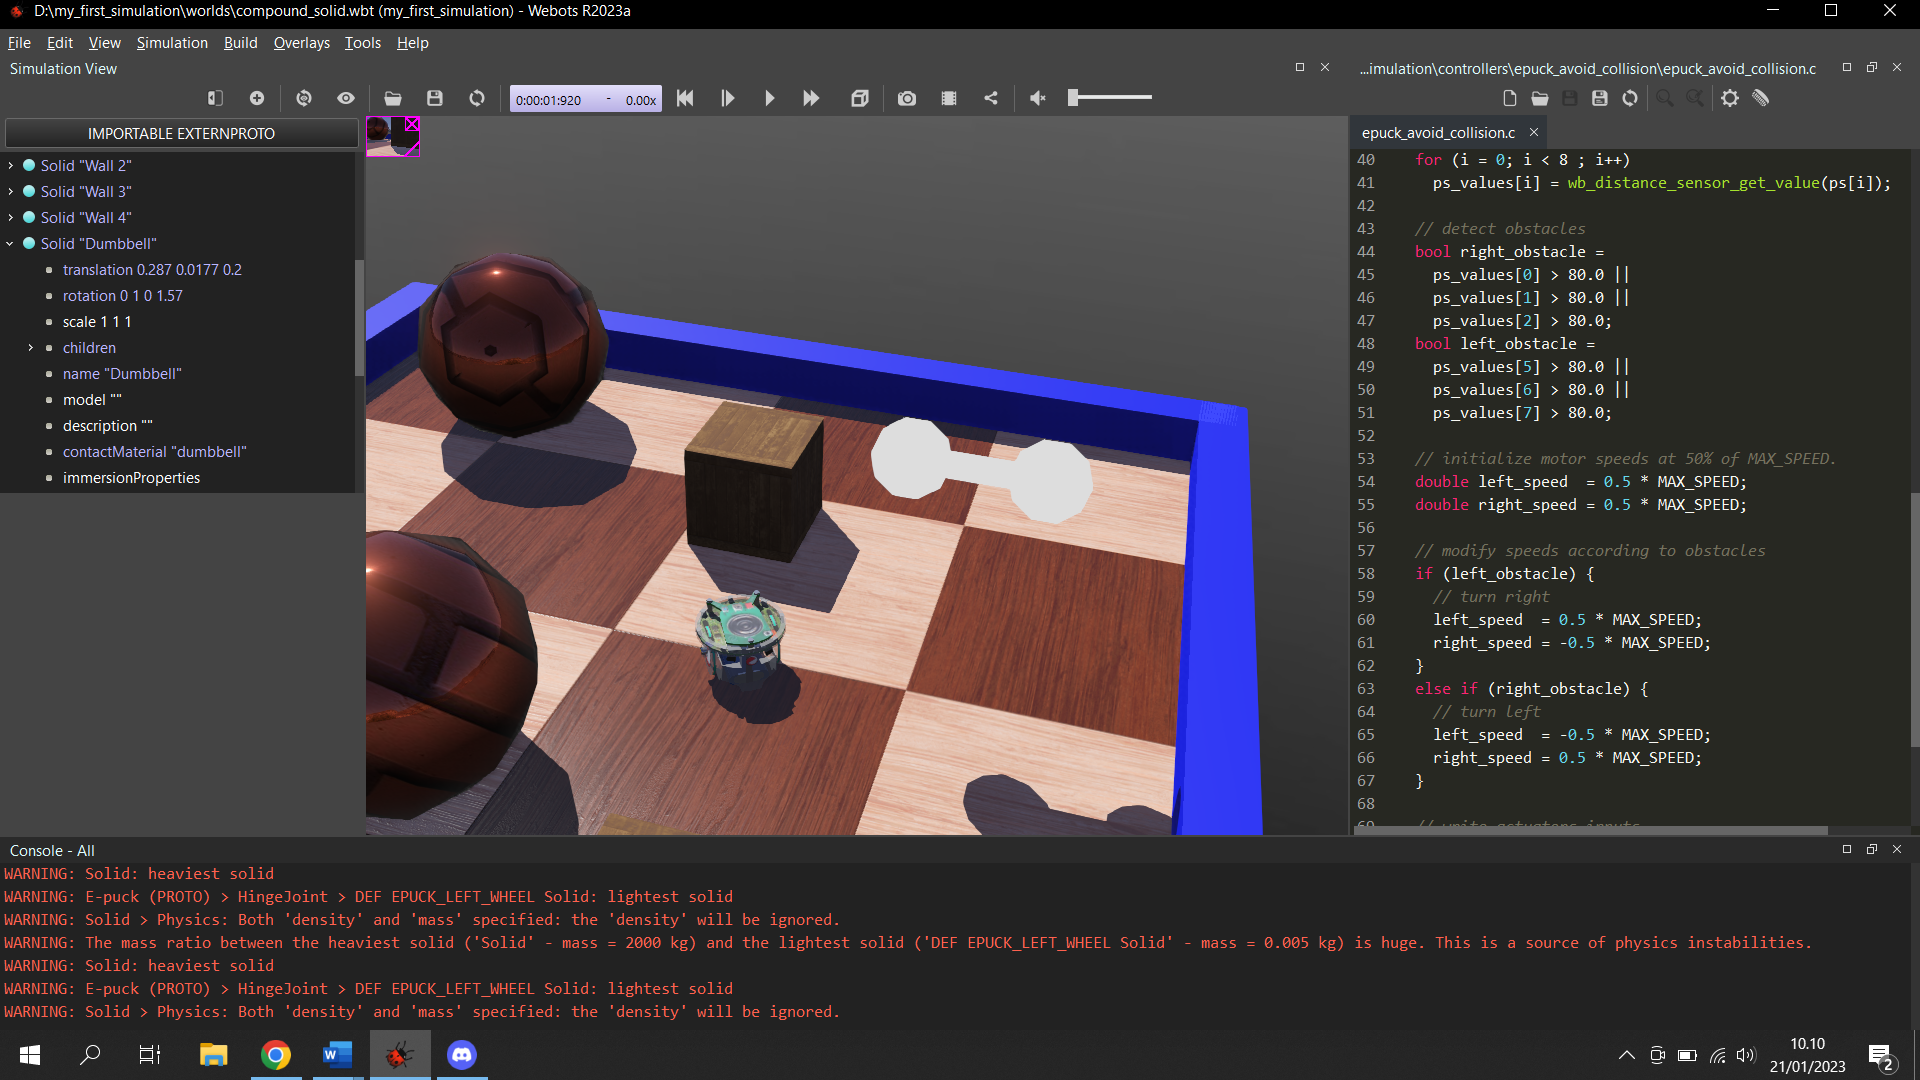 D:\my_first_simulation\worlds\compound_solid.wbt (my_first_simulation) - Webots R2023a
File Edit View Simulation Build Overlays Tools Help
Simulation View
0:00:01:920 - 0.00x
IMPORTABLE EXTERNPROTO
Solid "Wall 2"
Solid "Wall 3"
Solid "Wall 4"
Solid "Dumbbell"
translation 0.287 0.0177 0.2
rotation 0 1 0 1.57
scale 1 1 1
children
name "Dumbbell"
model ""
description ""
contactMaterial "dumbbell"
immersionProperties
...imulation\controllers\epuck_avoid_collision\epuck_avoid_collision.c
epuck_avoid_collision.c
40 for (i = 0; i < 8 ; i++)
41 ps_values[i] = wb_distance_sensor_get_value(ps[i]);
42
43 // detect obstacles
44 bool right_obstacle =
45 ps_values[0] > 80.0 ||
46 ps_values[1] > 80.0 ||
47 ps_values[2] > 80.0;
48 bool left_obstacle =
49 ps_values[5] > 80.0 ||
50 ps_values[6] > 80.0 ||
51 ps_values[7] > 80.0;
52
53 // initialize motor speeds at 50% of MAX_SPEED.
54 double left_speed = 0.5 * MAX_SPEED;
55 double right_speed = 0.5 * MAX_SPEED;
56
57 // modify speeds according to obstacles
58 if (left_obstacle) {
59 // turn right
60 left_speed = 0.5 * MAX_SPEED;
61 right_speed = -0.5 * MAX_SPEED;
62 }
63 else if (right_obstacle) {
64 // turn left
65 left_speed = -0.5 * MAX_SPEED;
66 right_speed = 0.5 * MAX_SPEED;
67 }
68
69 // write actuators inputs
Console - All
WARNING: Solid: heaviest solid
WARNING: E-puck (PROTO) > HingeJoint > DEF EPUCK_LEFT_WHEEL Solid: lightest solid
WARNING: Solid > Physics: Both 'density' and 'mass' specified: the 'density' will be ignored.
WARNING: The mass ratio between the heaviest solid ('Solid' - mass = 2000 kg) and the lightest solid ('DEF EPUCK_LEFT_WHEEL Solid' - mass = 0.005 kg) is huge. This is a source of physics instabilities.
WARNING: Solid: heaviest solid
WARNING: E-puck (PROTO) > HingeJoint > DEF EPUCK_LEFT_WHEEL Solid: lightest solid
WARNING: Solid > Physics: Both 'density' and 'mass' specified: the 'density' will be ignored.
10.10
21/01/2023
2